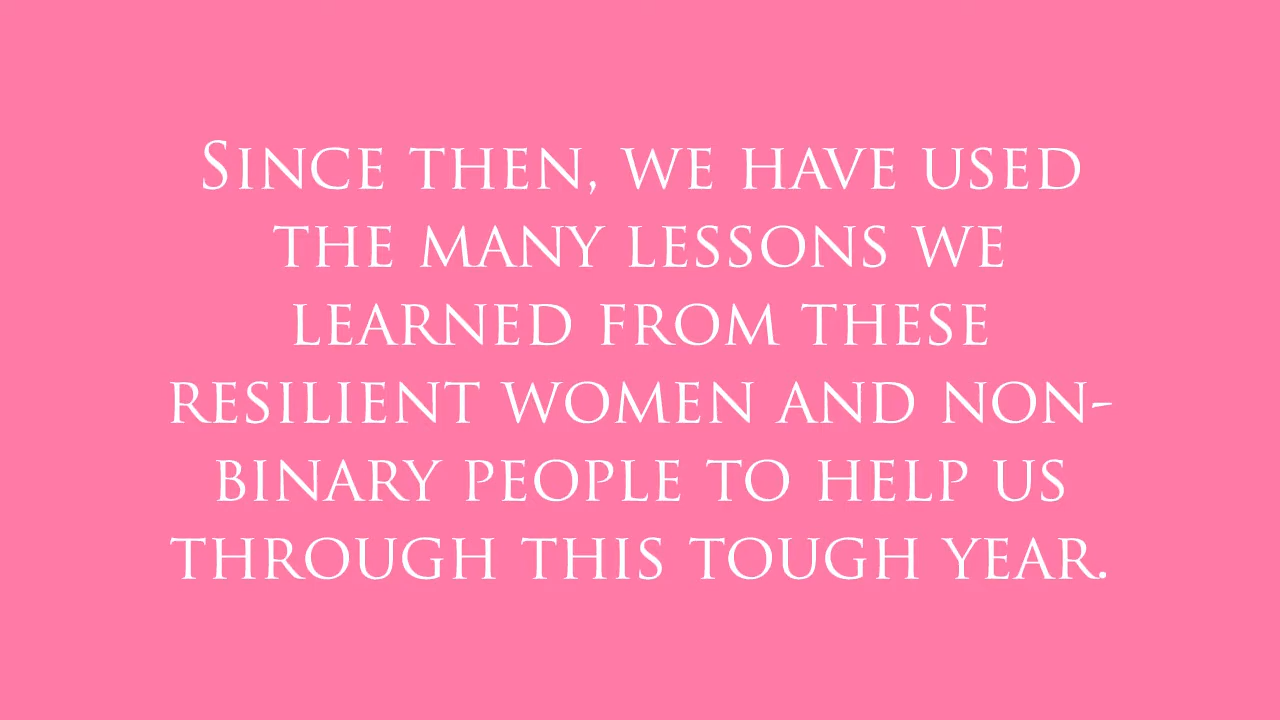 Since then, we have used
the many lessons we
learned from these
resilient women and non-
binary people to help us
through this tough year.